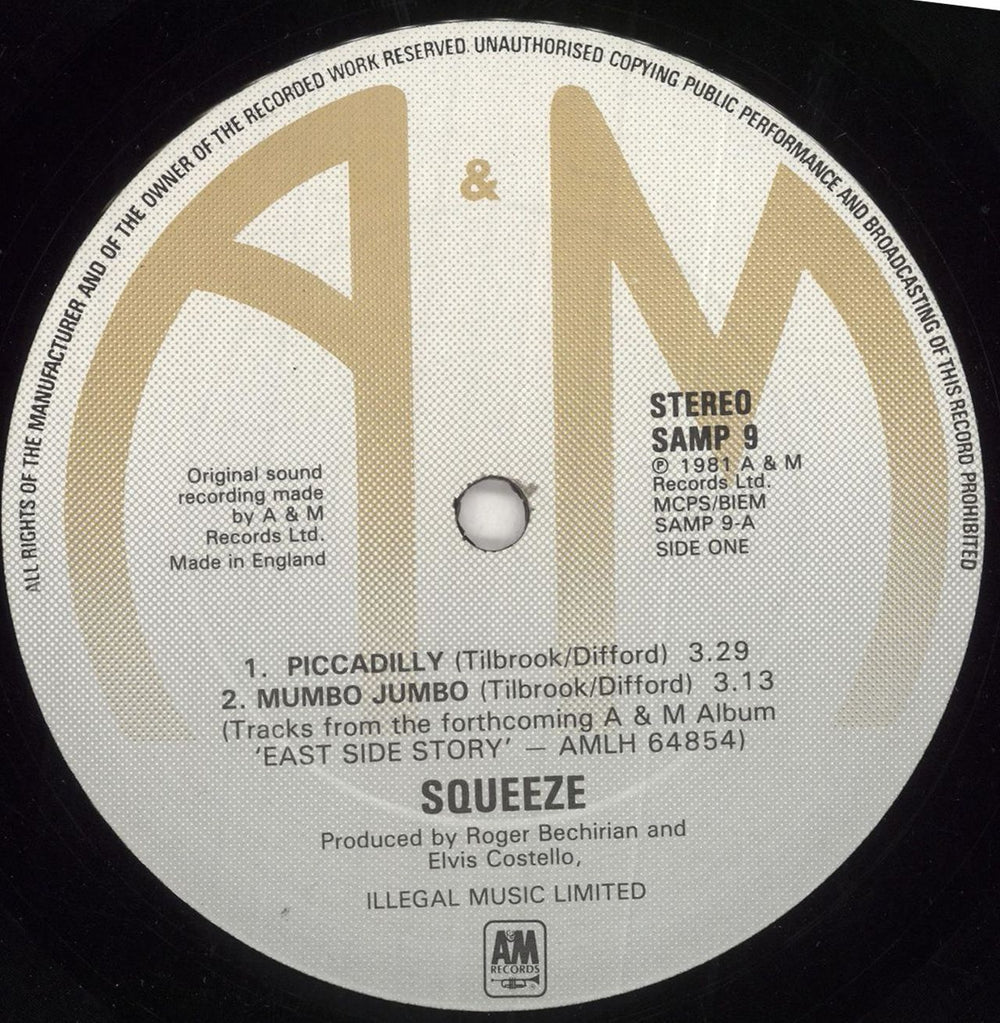 ALL RIGHTS OF THE MANUFACTURER AND OF THE OWNER OF THE RECORDED WORK RESERVED. UNAUTHORISED COPYING PUBLIC PERFORMANCE AND BROADCASTING OF THIS RECORD PROHIBITED
A & M
Original sound
recording made
by A & M
Records Ltd.
Made in England
STEREO
SAMP 9
℗ 1981 A & M
Records Ltd.
MCPS/BIEM
SAMP 9-A
SIDE ONE
1. PICCADILLY (Tilbrook/Difford) 3.29
2. MUMBO JUMBO (Tilbrook/Difford) 3.13
(Tracks from the forthcoming A & M Album
‘EAST SIDE STORY’ — AMLH 64854)
SQUEEZE
Produced by Roger Bechirian and
Elvis Costello,
ILLEGAL MUSIC LIMITED
A&M
RECORDS